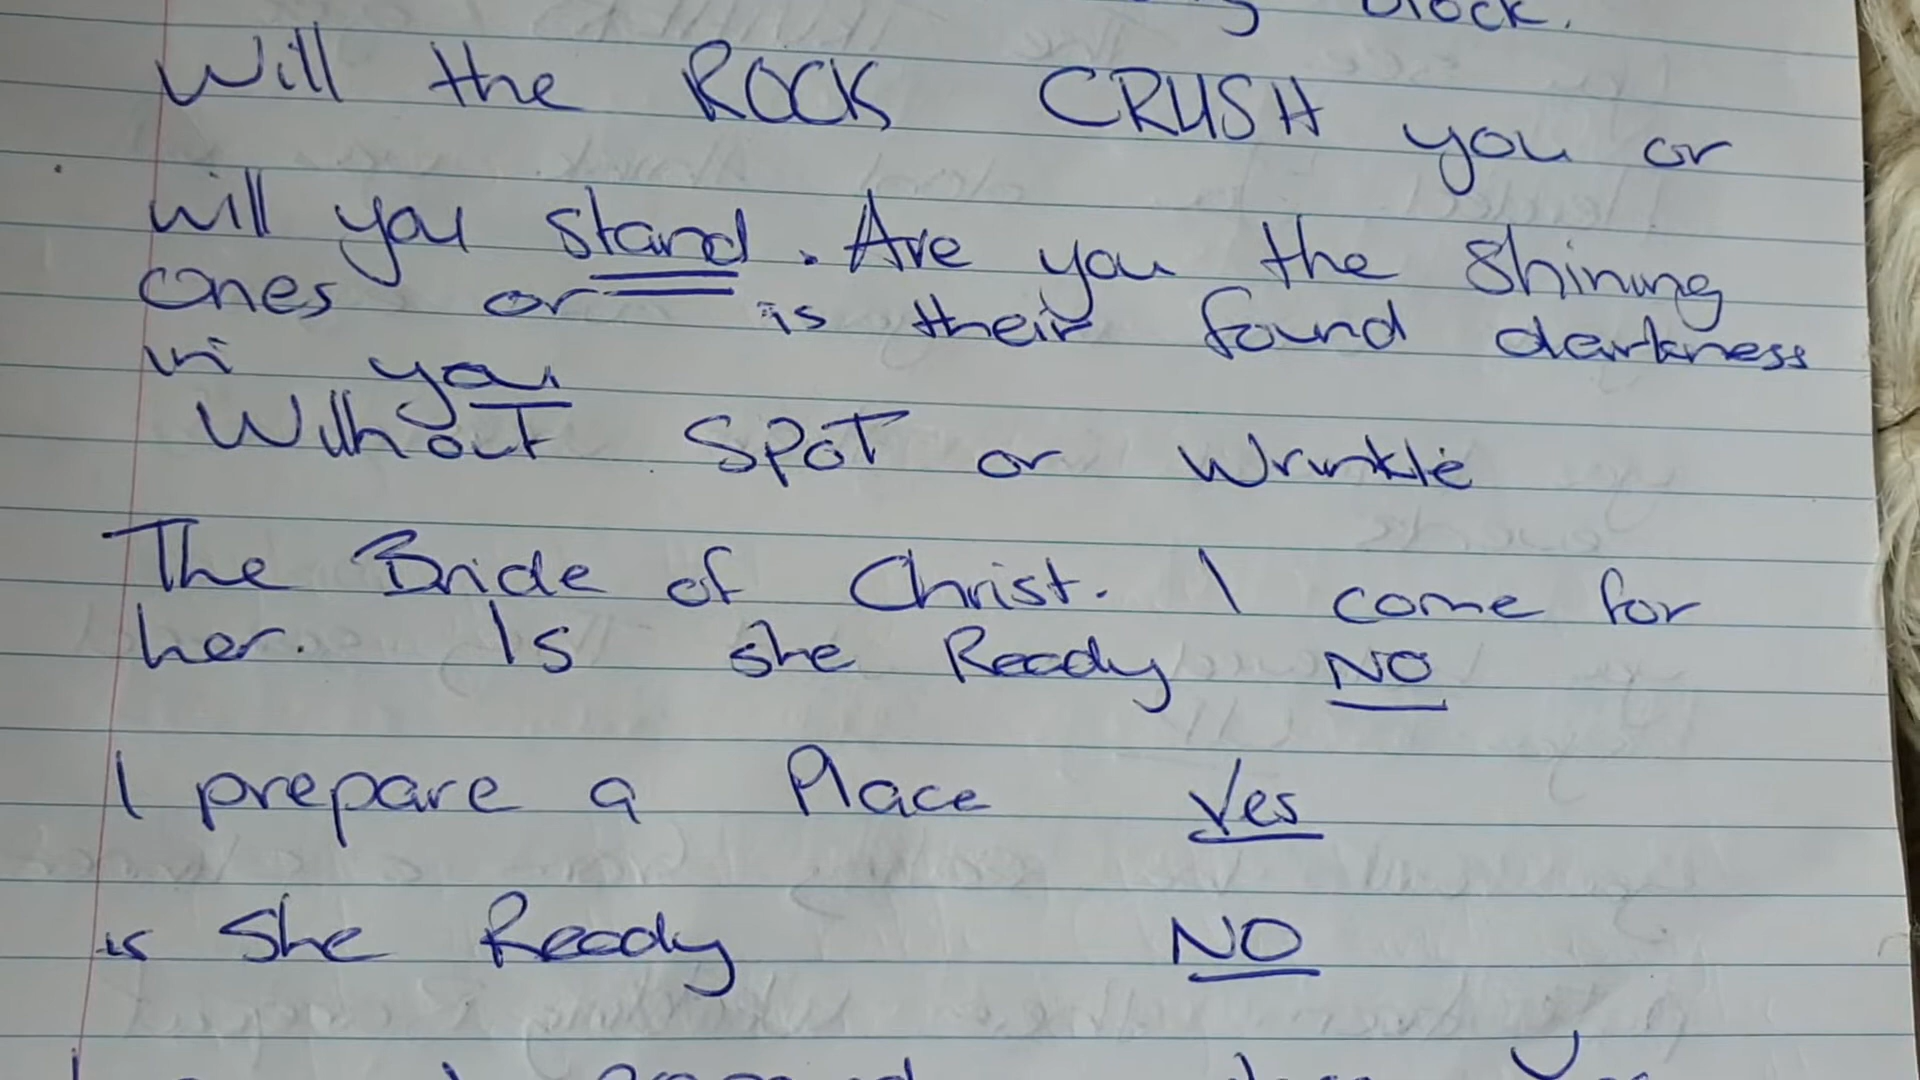 block.
Will the ROCK CRUSH you or
will you stand. Are you the Shining
ones or is their found darkness
in you
Without SPOT or Wrinkle
The Bride of Christ. I come for
her. Is she Ready NO
I prepare a Place Yes
is She Ready NO